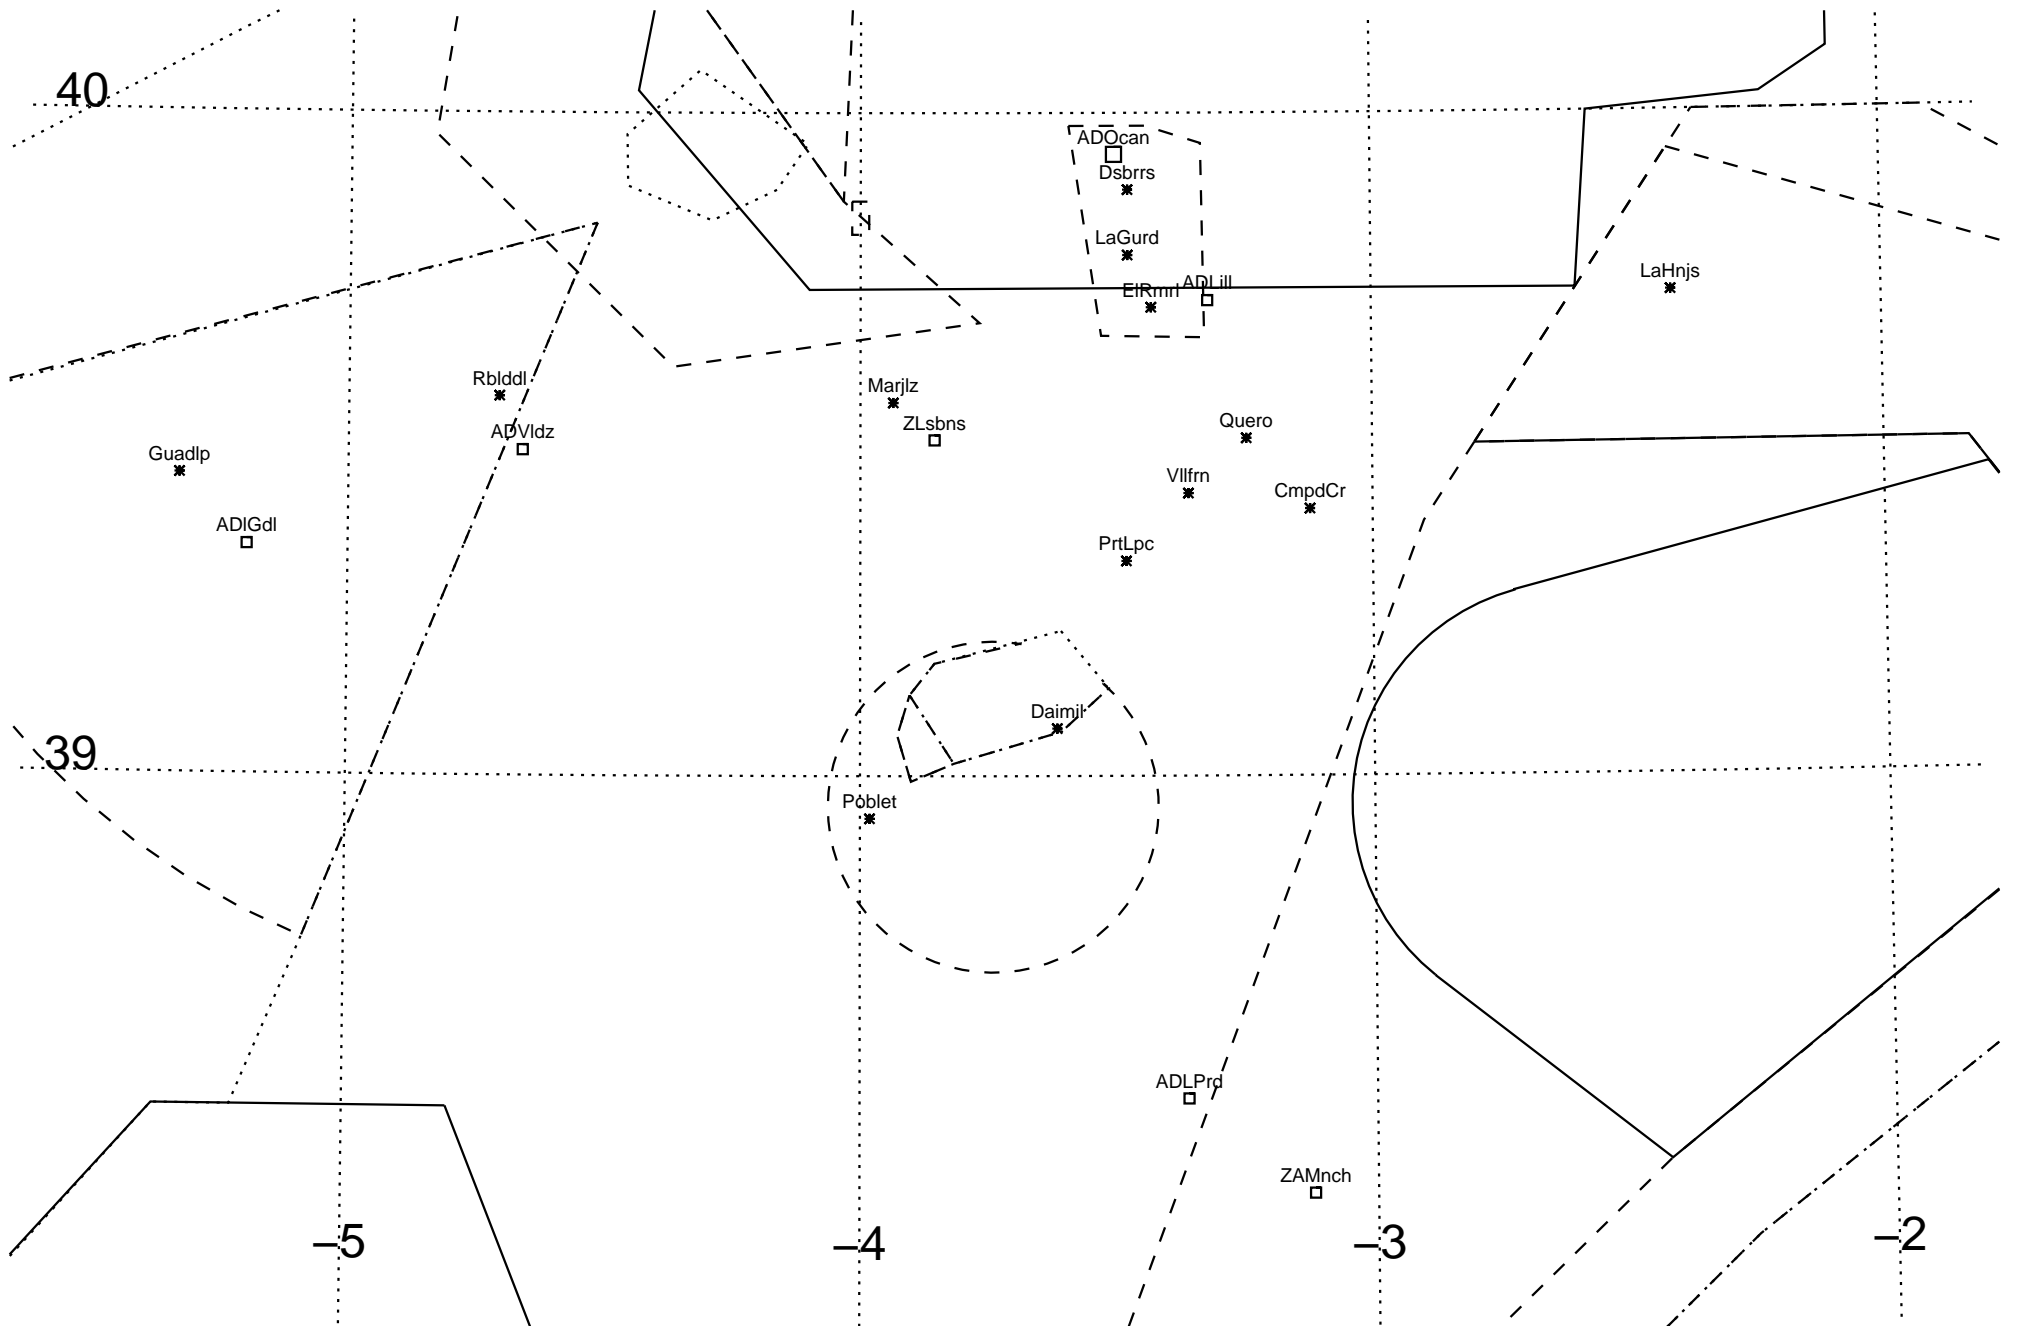 40
ADOcan
Dsbrrs
LaGurd
LaHnjs
ElRmrl
ADLill
Rblddl
Marjlz
Quero
ZLsbns
ADVldz
Guadlp
Vllfrn
CmpdCr
ADlGdl
PrtLpc
Daimil
39
Poblet
ADLPrd
ZAMnch
–5
–4
–3
–2